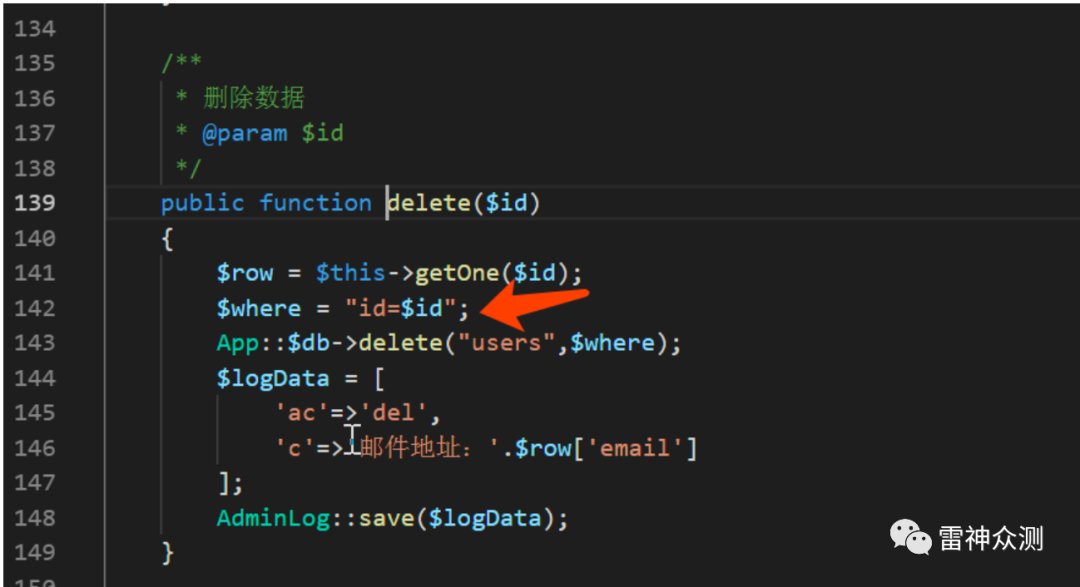 134
135 /**
136 * 删除数据
137 * @param $id
138 */
139 public function delete($id)
140 {
141 $row = $this->getOne($id);
142 $where = "id=$id";
143 App::$db->delete("users",$where);
144 $logData = [
145 'ac'=>'del',
146 'c'=>'邮件地址：'.$row['email']
147 ];
148 AdminLog::save($logData);
149 }
雷神众测